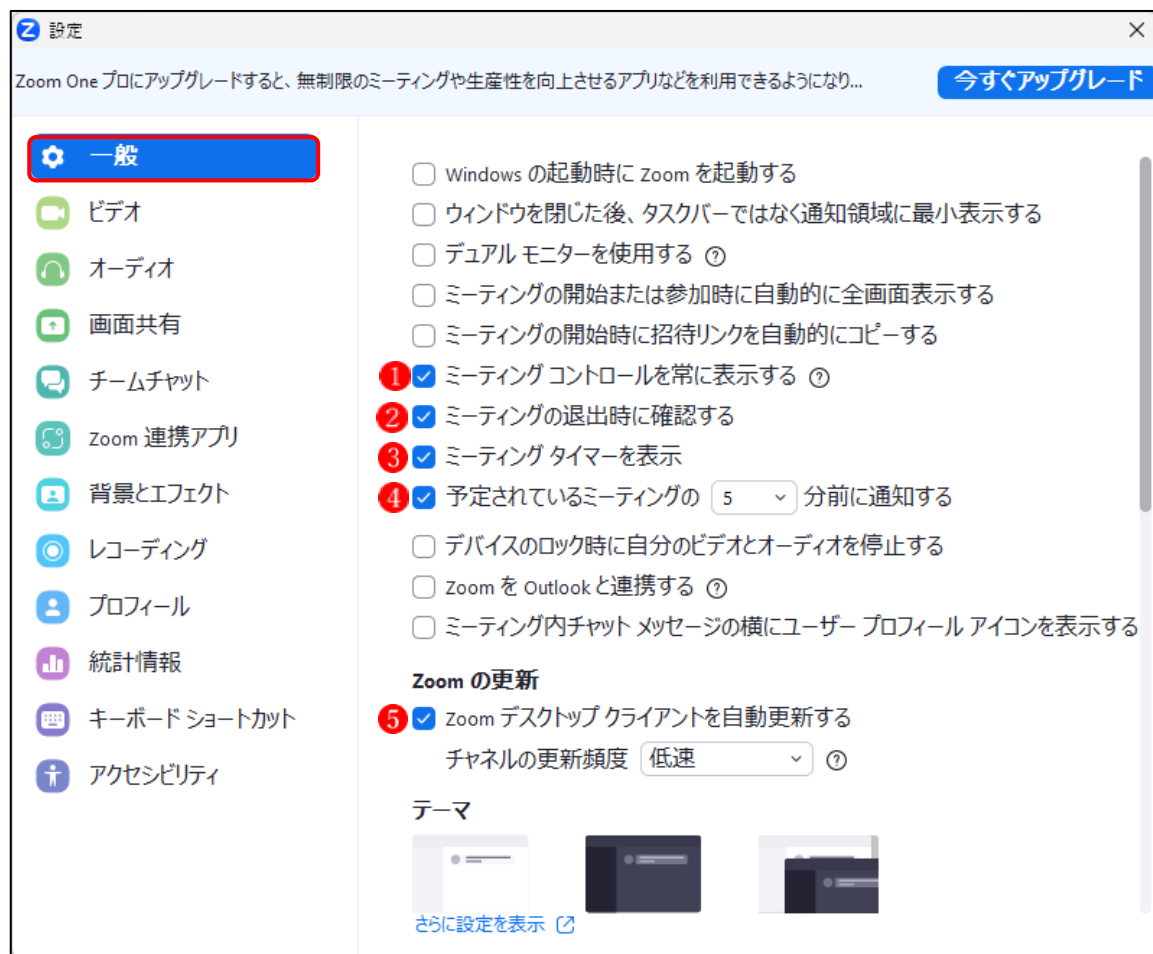 設定
Zoom One プロにアップグレードすると、無制限のミーティングや生産性を向上させるアプリなどを利用できるようになり...
今すぐアップグレード
一般
ビデオ
オーディオ
画面共有
チームチャット
Zoom 連携アプリ
背景とエフェクト
レコーディング
プロフィール
統計情報
キーボード ショートカット
アクセシビリティ
Windows の起動時に Zoom を起動する
ウィンドウを閉じた後、タスクバーではなく通知領域に最小表示する
デュアル モニターを使用する ?
ミーティングの開始または参加時に自動的に全画面表示する
ミーティングの開始時に招待リンクを自動的にコピーする
1 ミーティング コントロールを常に表示する ?
2 ミーティングの退出時に確認する
3 ミーティング タイマーを表示
4 予定されているミーティングの 5 分前に通知する
デバイスのロック時に自分のビデオとオーディオを停止する
Zoom を Outlook と連携する ?
ミーティング内チャット メッセージの横にユーザー プロフィール アイコンを表示する
Zoom の更新
5 Zoom デスクトップ クライアントを自動更新する
チャネルの更新頻度 低速 ?
テーマ
さらに設定を表示